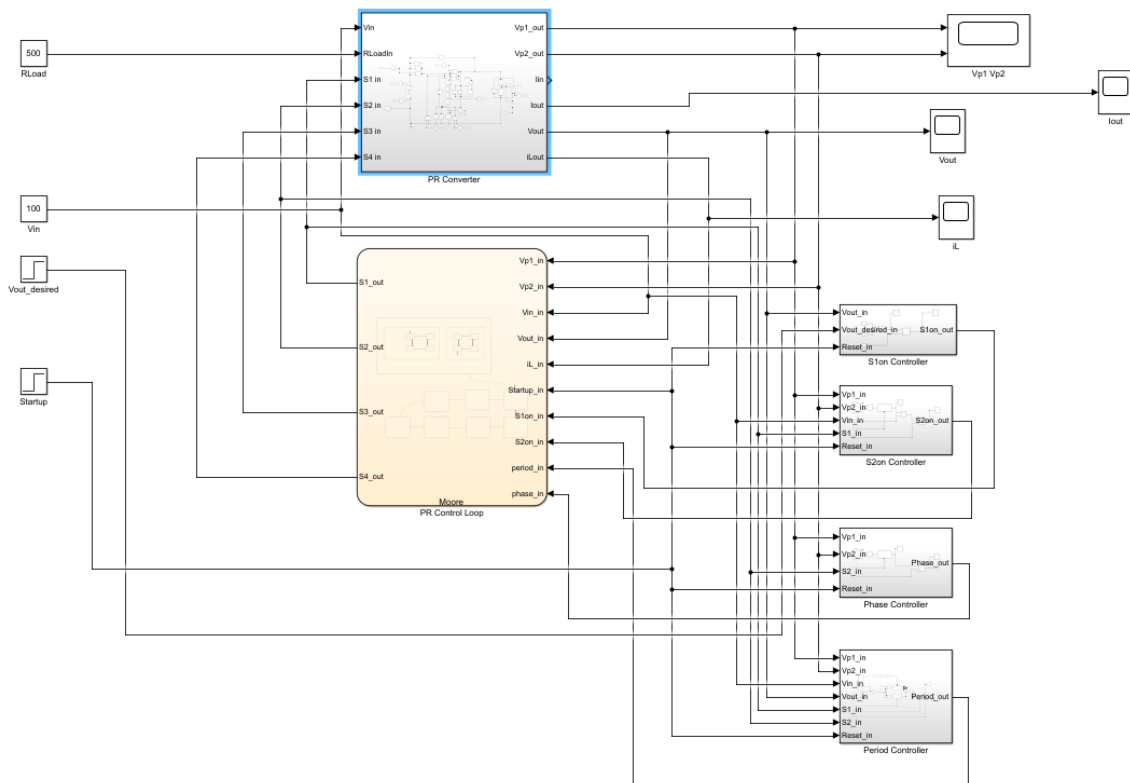 Vin
RLoadIn
S1 in
S2 in
S3 in
S4 in
Vp1_out
Vp2_out
Iin
Iout
Vout
iLout
PR Converter
500
RLoad
100
Vin
Vout_desired
Startup
Vp1 Vp2
Iout
Vout
iL
S1_out
S2_out
S3_out
S4_out
Vp1_in
Vp2_in
Vin_in
Vout_in
iL_in
Startup_in
S1on_in
S2on_in
period_in
phase_in
Moore
PR Control Loop
Vout_in
Vout_desired_in
Reset_in
S1on_out
S1on Controller
Vp1_in
Vp2_in
Vin_in
S1_in
Reset_in
S2on_out
S2on Controller
Vp1_in
Vp2_in
S2_in
Reset_in
Phase_out
Phase Controller
Vp1_in
Vp2_in
Vin_in
Vout_in
S1_in
S2_in
Reset_in
Period_out
Period Controller